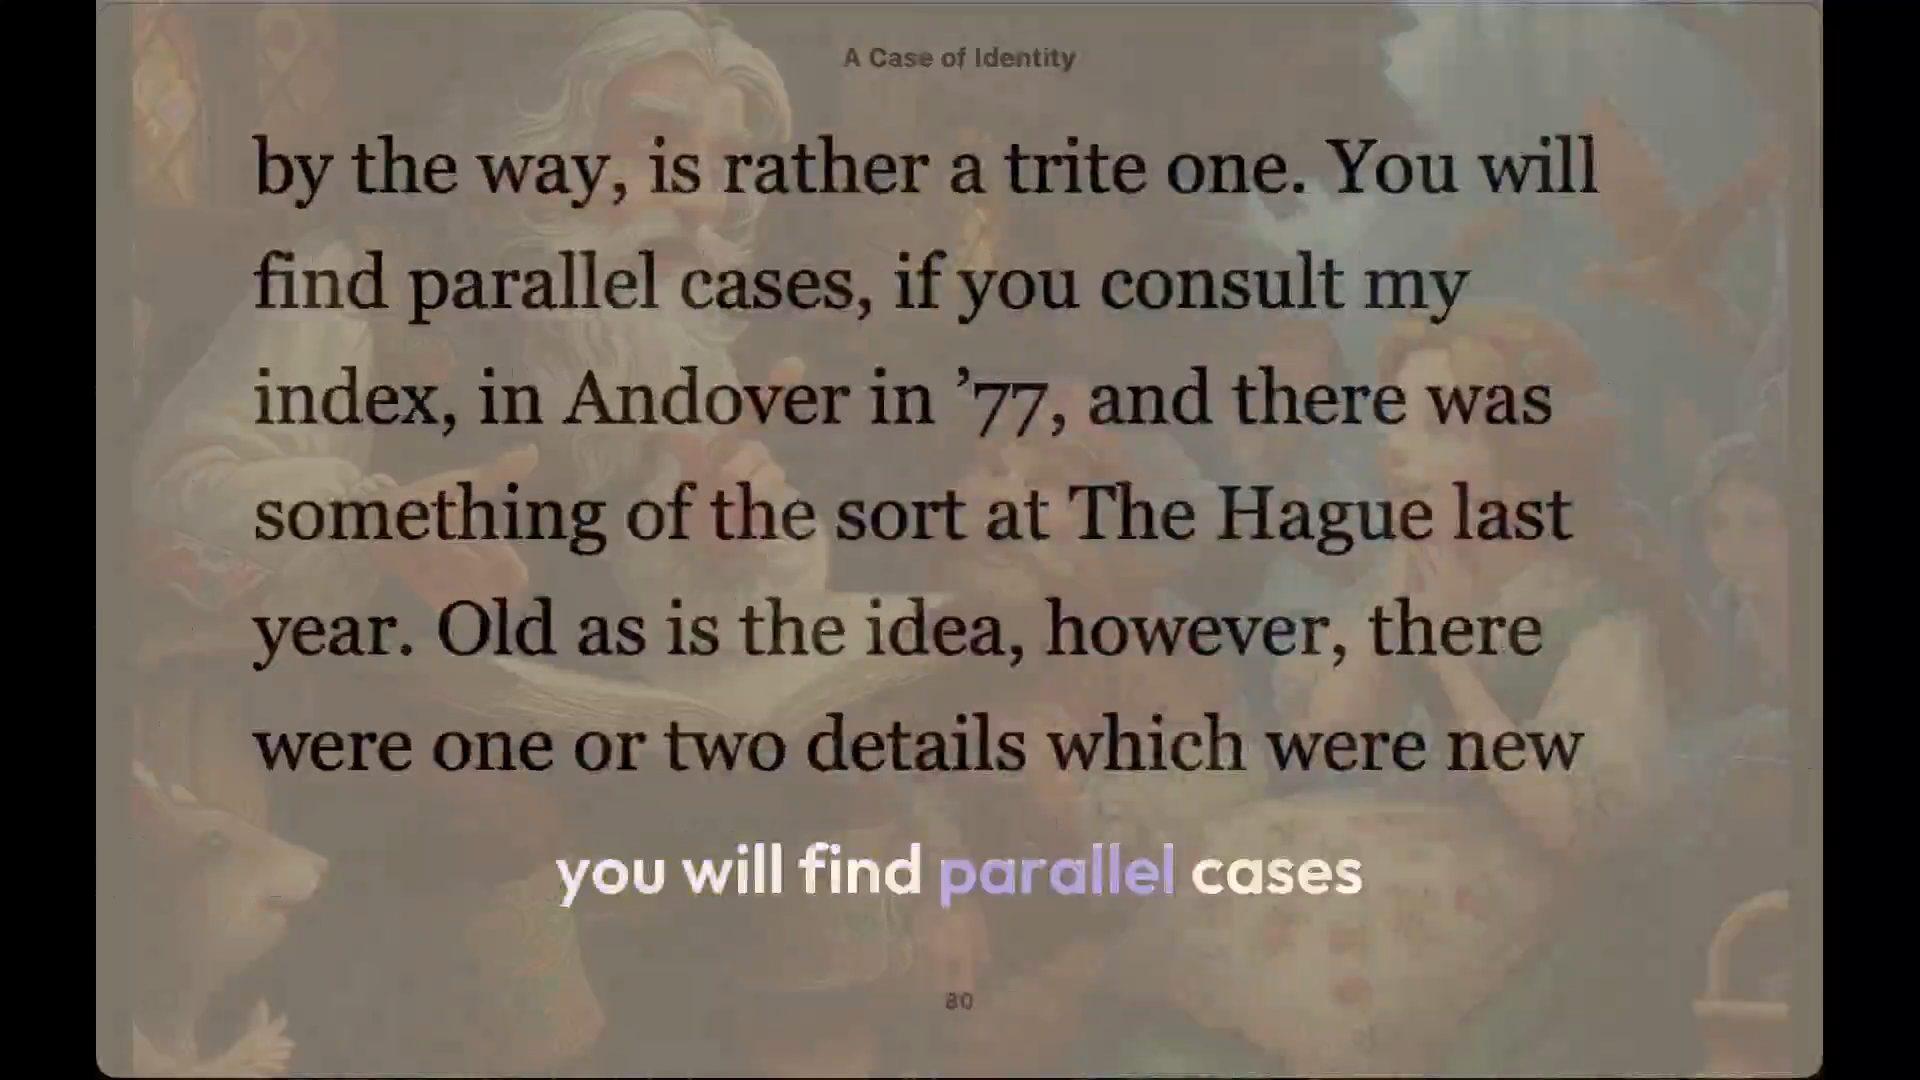 A Case of Identity
by the way, is rather a trite one. You will
find parallel cases, if you consult my
index, in Andover in ’77, and there was
something of the sort at The Hague last
year. Old as is the idea, however, there
were one or two details which were new
you will find parallel cases
80